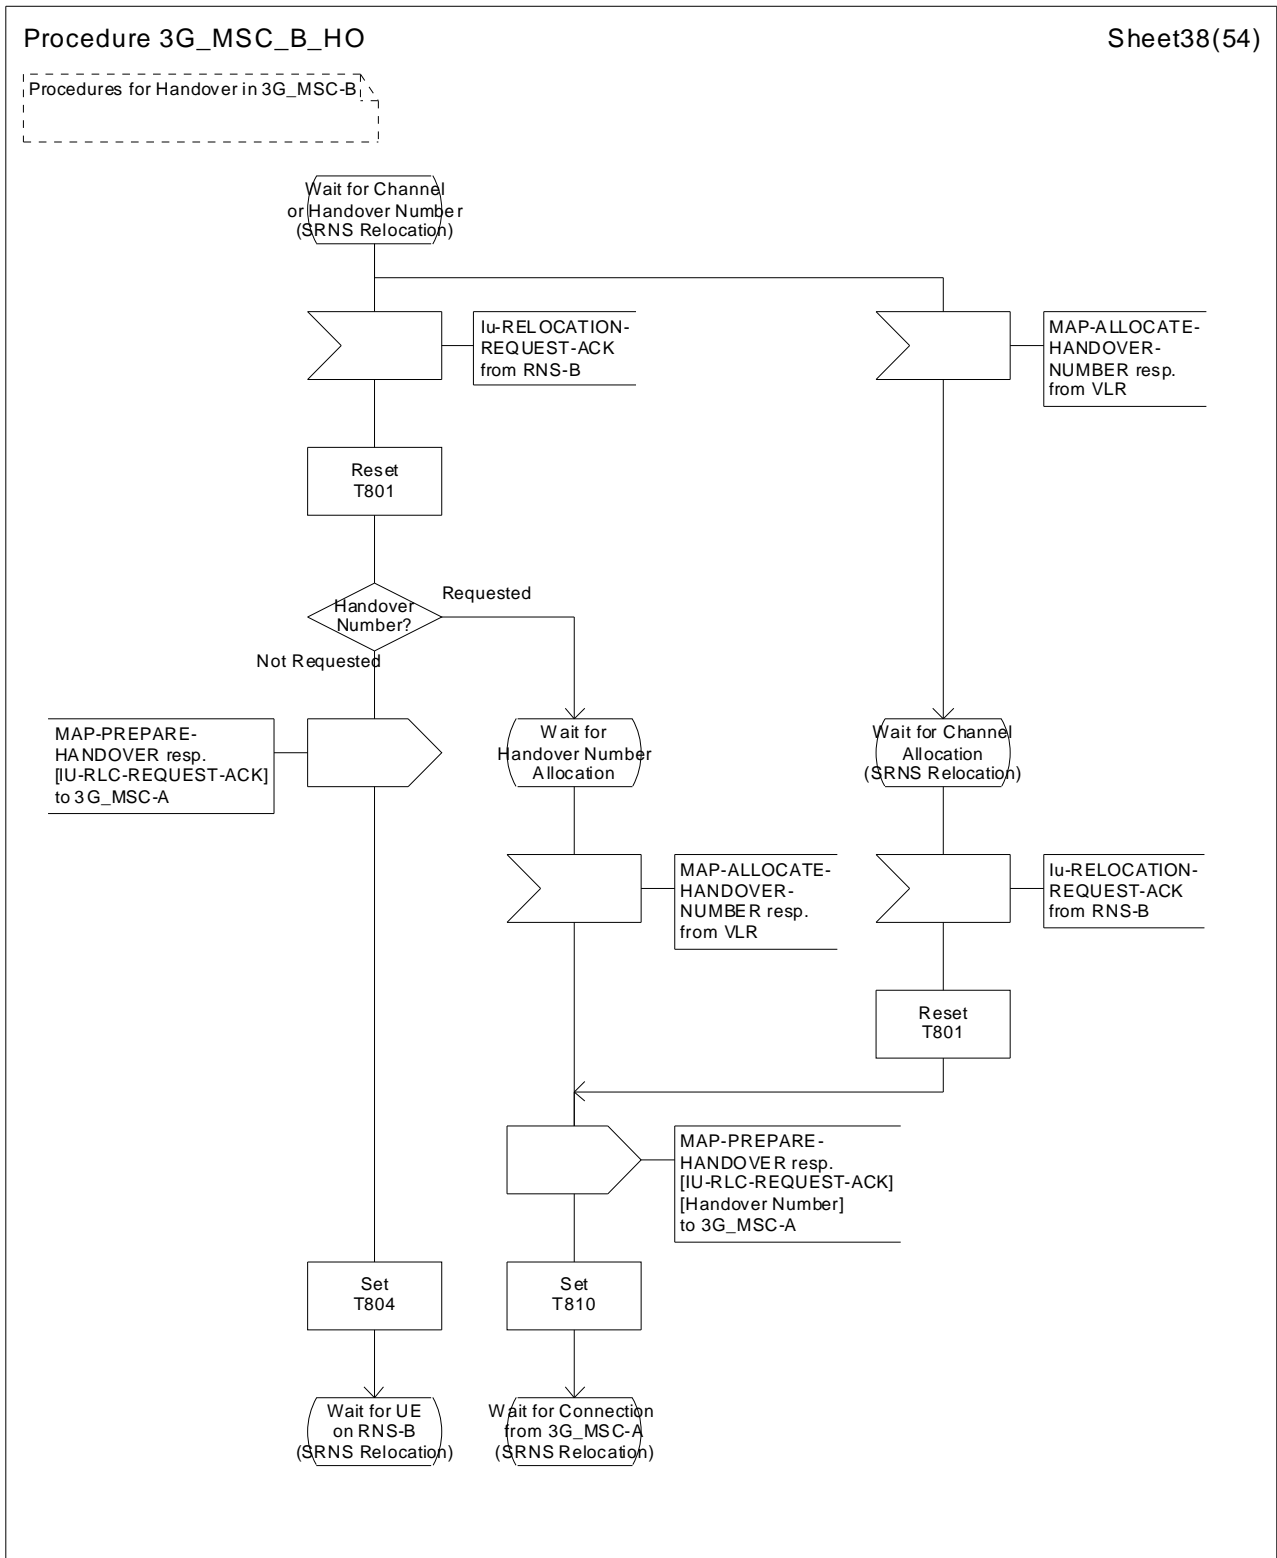 Procedure 3G_MSC_B_HO
Sheet38(54)
Procedures for Handover in 3G_MSC-B
Wait for Channel
or Handover Number
(SRNS Relocation)
Iu-RELOCATION-
REQUEST-ACK
from RNS-B
MAP-ALLOCATE-
HANDOVER-
NUMBER resp.
from VLR
Reset
T801
Handover
Number?
Requested
Not Requested
MAP-PREPARE-
HANDOVER resp.
[IU-RLC-REQUEST-ACK]
to 3G_MSC-A
Wait for
Handover Number
Allocation
Wait for Channel
Allocation
(SRNS Relocation)
MAP-ALLOCATE-
HANDOVER-
NUMBER resp.
from VLR
Iu-RELOCATION-
REQUEST-ACK
from RNS-B
Reset
T801
MAP-PREPARE-
HANDOVER resp.
[IU-RLC-REQUEST-ACK]
[Handover Number]
to 3G_MSC-A
Set
T804
Set
T810
Wait for UE
on RNS-B
(SRNS Relocation)
Wait for Connection
from 3G_MSC-A
(SRNS Relocation)